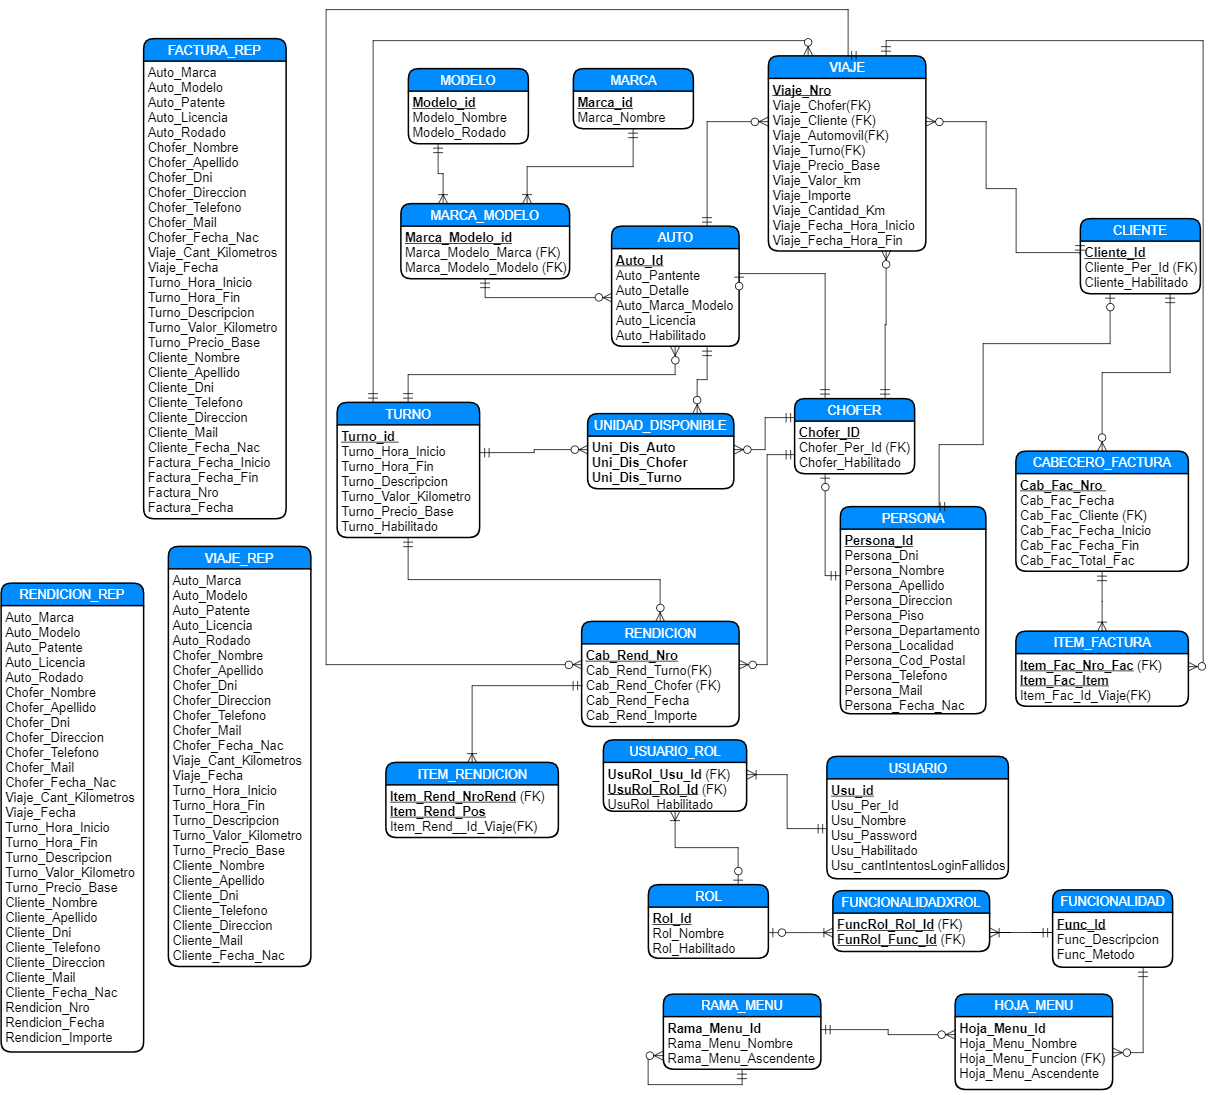 FACTURA_REP
Auto_Marca
Auto_Modelo
Auto_Patente
Auto_Licencia
Auto_Rodado
Chofer_Nombre
Chofer_Apellido
Chofer_Dni
Chofer_Direccion
Chofer_Telefono
Chofer_Mail
Chofer_Fecha_Nac
Viaje_Cant_Kilometros
Viaje_Fecha
Turno_Hora_Inicio
Turno_Hora_Fin
Turno_Descripcion
Turno_Valor_Kilometro
Turno_Precio_Base
Cliente_Nombre
Cliente_Apellido
Cliente_Dni
Cliente_Telefono
Cliente_Direccion
Cliente_Mail
Cliente_Fecha_Nac
Factura_Fecha_Inicio
Factura_Fecha_Fin
Factura_Nro
Factura_Fecha
MODELO
Modelo_id
Modelo_Nombre
Modelo_Rodado
MARCA
Marca_id
Marca_Nombre
VIAJE
Viaje_Nro
Viaje_Chofer(FK)
Viaje_Cliente (FK)
Viaje_Automovil(FK)
Viaje_Turno(FK)
Viaje_Precio_Base
Viaje_Valor_km
Viaje_Importe
Viaje_Cantidad_Km
Viaje_Fecha_Hora_Inicio
Viaje_Fecha_Hora_Fin
MARCA_MODELO
Marca_Modelo_id
Marca_Modelo_Marca (FK)
Marca_Modelo_Modelo (FK)
AUTO
Auto_Id
Auto_Pantente
Auto_Detalle
Auto_Marca_Modelo
Auto_Licencia
Auto_Habilitado
CLIENTE
Cliente_Id
Cliente_Per_Id (FK)
Cliente_Habilitado
TURNO
Turno_id
Turno_Hora_Inicio
Turno_Hora_Fin
Turno_Descripcion
Turno_Valor_Kilometro
Turno_Precio_Base
Turno_Habilitado
UNIDAD_DISPONIBLE
Uni_Dis_Auto
Uni_Dis_Chofer
Uni_Dis_Turno
CHOFER
Chofer_ID
Chofer_Per_Id (FK)
Chofer_Habilitado
CABECERO_FACTURA
Cab_Fac_Nro
Cab_Fac_Fecha
Cab_Fac_Cliente (FK)
Cab_Fac_Fecha_Inicio
Cab_Fac_Fecha_Fin
Cab_Fac_Total_Fac
PERSONA
Persona_Id
Persona_Dni
Persona_Nombre
Persona_Apellido
Persona_Direccion
Persona_Piso
Persona_Departamento
Persona_Localidad
Persona_Cod_Postal
Persona_Telefono
Persona_Mail
Persona_Fecha_Nac
ITEM_FACTURA
Item_Fac_Nro_Fac (FK)
Item_Fac_Item
Item_Fac_Id_Viaje(FK)
RENDICION_REP
Auto_Marca
Auto_Modelo
Auto_Patente
Auto_Licencia
Auto_Rodado
Chofer_Nombre
Chofer_Apellido
Chofer_Dni
Chofer_Direccion
Chofer_Telefono
Chofer_Mail
Chofer_Fecha_Nac
Viaje_Cant_Kilometros
Viaje_Fecha
Turno_Hora_Inicio
Turno_Hora_Fin
Turno_Descripcion
Turno_Valor_Kilometro
Turno_Precio_Base
Cliente_Nombre
Cliente_Apellido
Cliente_Dni
Cliente_Telefono
Cliente_Direccion
Cliente_Mail
Cliente_Fecha_Nac
Rendicion_Nro
Rendicion_Fecha
Rendicion_Importe
VIAJE_REP
Auto_Marca
Auto_Modelo
Auto_Patente
Auto_Licencia
Auto_Rodado
Chofer_Nombre
Chofer_Apellido
Chofer_Dni
Chofer_Direccion
Chofer_Telefono
Chofer_Mail
Chofer_Fecha_Nac
Viaje_Cant_Kilometros
Viaje_Fecha
Turno_Hora_Inicio
Turno_Hora_Fin
Turno_Descripcion
Turno_Valor_Kilometro
Turno_Precio_Base
Cliente_Nombre
Cliente_Apellido
Cliente_Dni
Cliente_Telefono
Cliente_Direccion
Cliente_Mail
Cliente_Fecha_Nac
RENDICION
Cab_Rend_Nro
Cab_Rend_Turno(FK)
Cab_Rend_Chofer (FK)
Cab_Rend_Fecha
Cab_Rend_Importe
ITEM_RENDICION
Item_Rend_NroRend (FK)
Item_Rend_Pos
Item_Rend__Id_Viaje(FK)
USUARIO_ROL
UsuRol_Usu_Id (FK)
UsuRol_Rol_Id (FK)
UsuRol_Habilitado
USUARIO
Usu_id
Usu_Per_Id
Usu_Nombre
Usu_Password
Usu_Habilitado
Usu_cantIntentosLoginFallidos
ROL
Rol_Id
Rol_Nombre
Rol_Habilitado
FUNCIONALIDADXROL
FuncRol_Rol_Id (FK)
FunRol_Func_Id (FK)
FUNCIONALIDAD
Func_Id
Func_Descripcion
Func_Metodo
RAMA_MENU
Rama_Menu_Id
Rama_Menu_Nombre
Rama_Menu_Ascendente
HOJA_MENU
Hoja_Menu_Id
Hoja_Menu_Nombre
Hoja_Menu_Funcion (FK)
Hoja_Menu_Ascendente